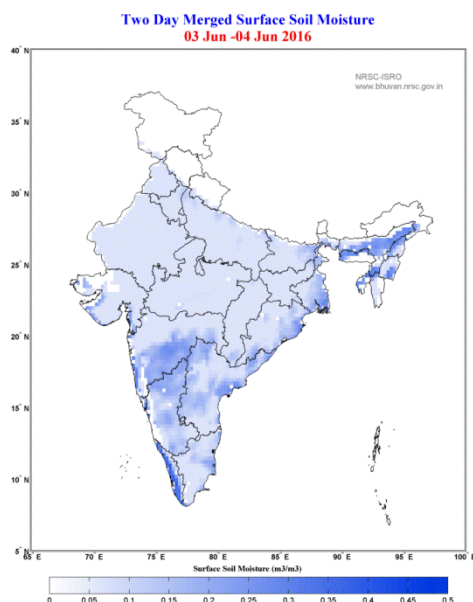 Two Day Merged Surface Soil Moisture
03 Jun -04 Jun 2016
NRSC-ISRO
www.bhuvan.nrsc.gov.in
40° N
35° N
30° N
25° N
20° N
15° N
10° N
5° N
65° E 70° E 75° E 80° E 85° E 90° E 95° E 100° E
Surface Soil Moisture (m3/m3)
0 0.05 0.1 0.15 0.2 0.25 0.3 0.35 0.4 0.45 0.5